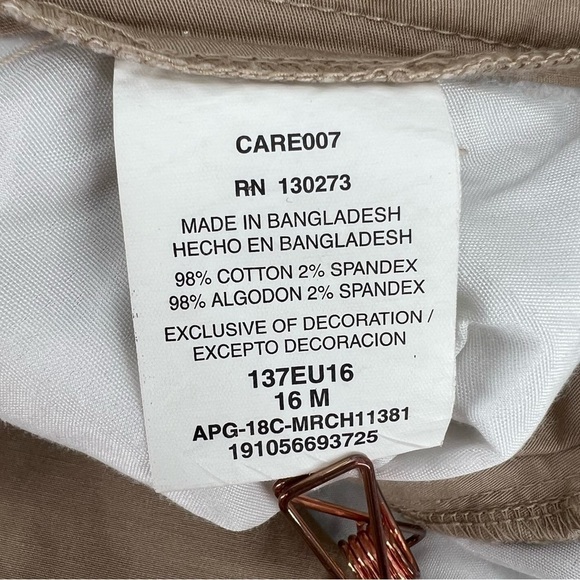 CARE007
RN 130273
MADE IN BANGLADESH
HECHO EN BANGLADESH
98% COTTON 2% SPANDEX
98% ALGODON 2% SPANDEX
EXCLUSIVE OF DECORATION /
EXCEPTO DECORACION
137EU16
16 M
APG-18C-MRCH11381
191056693725